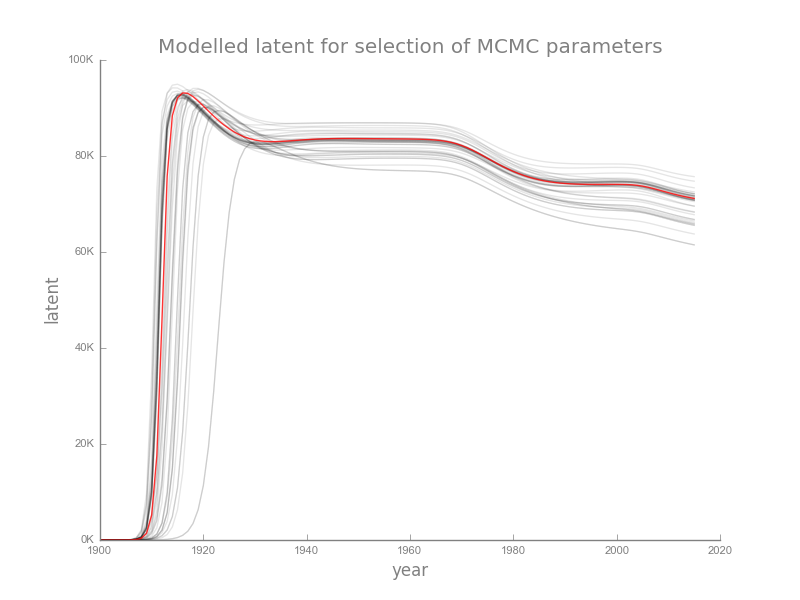 Modelled latent for selection of MCMC parameters
100K
80K
60K
40K
20K
0K
latent
1900 1920 1940 1960 1980 2000 2020
year